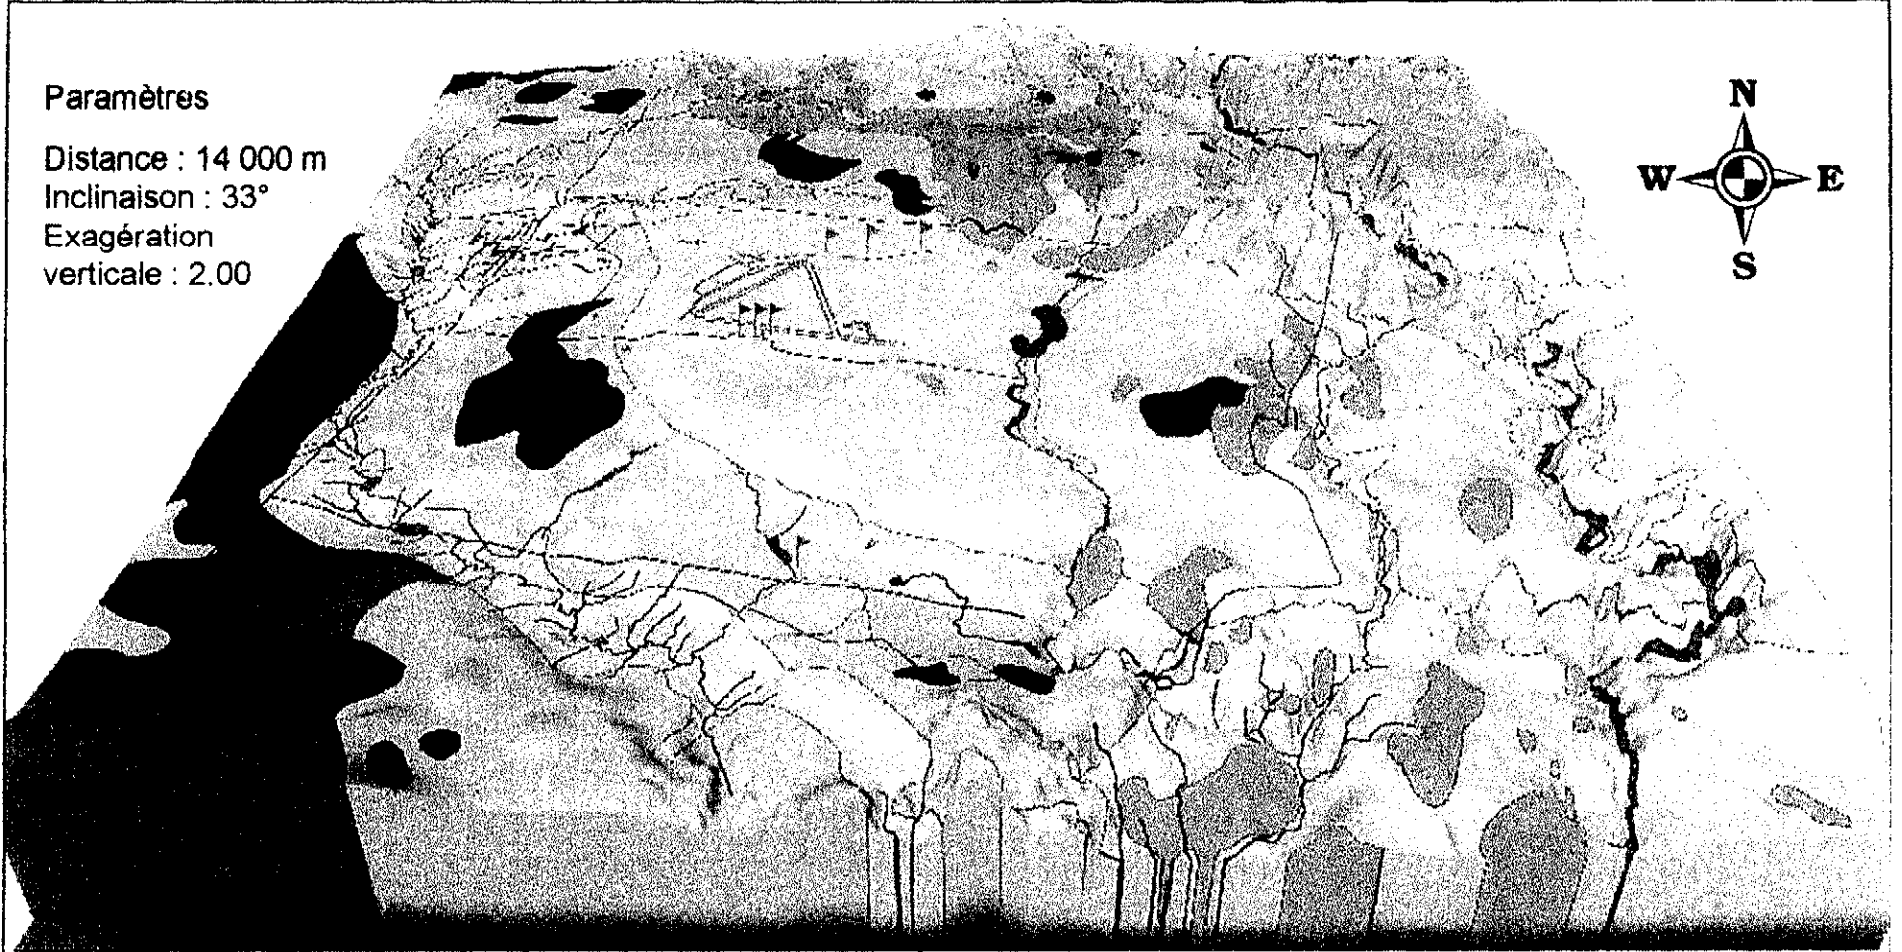 Paramètres
Distance : 14 000 m
Inclinaison : 33°
Exagération
verticale : 2.00
N
W E
S